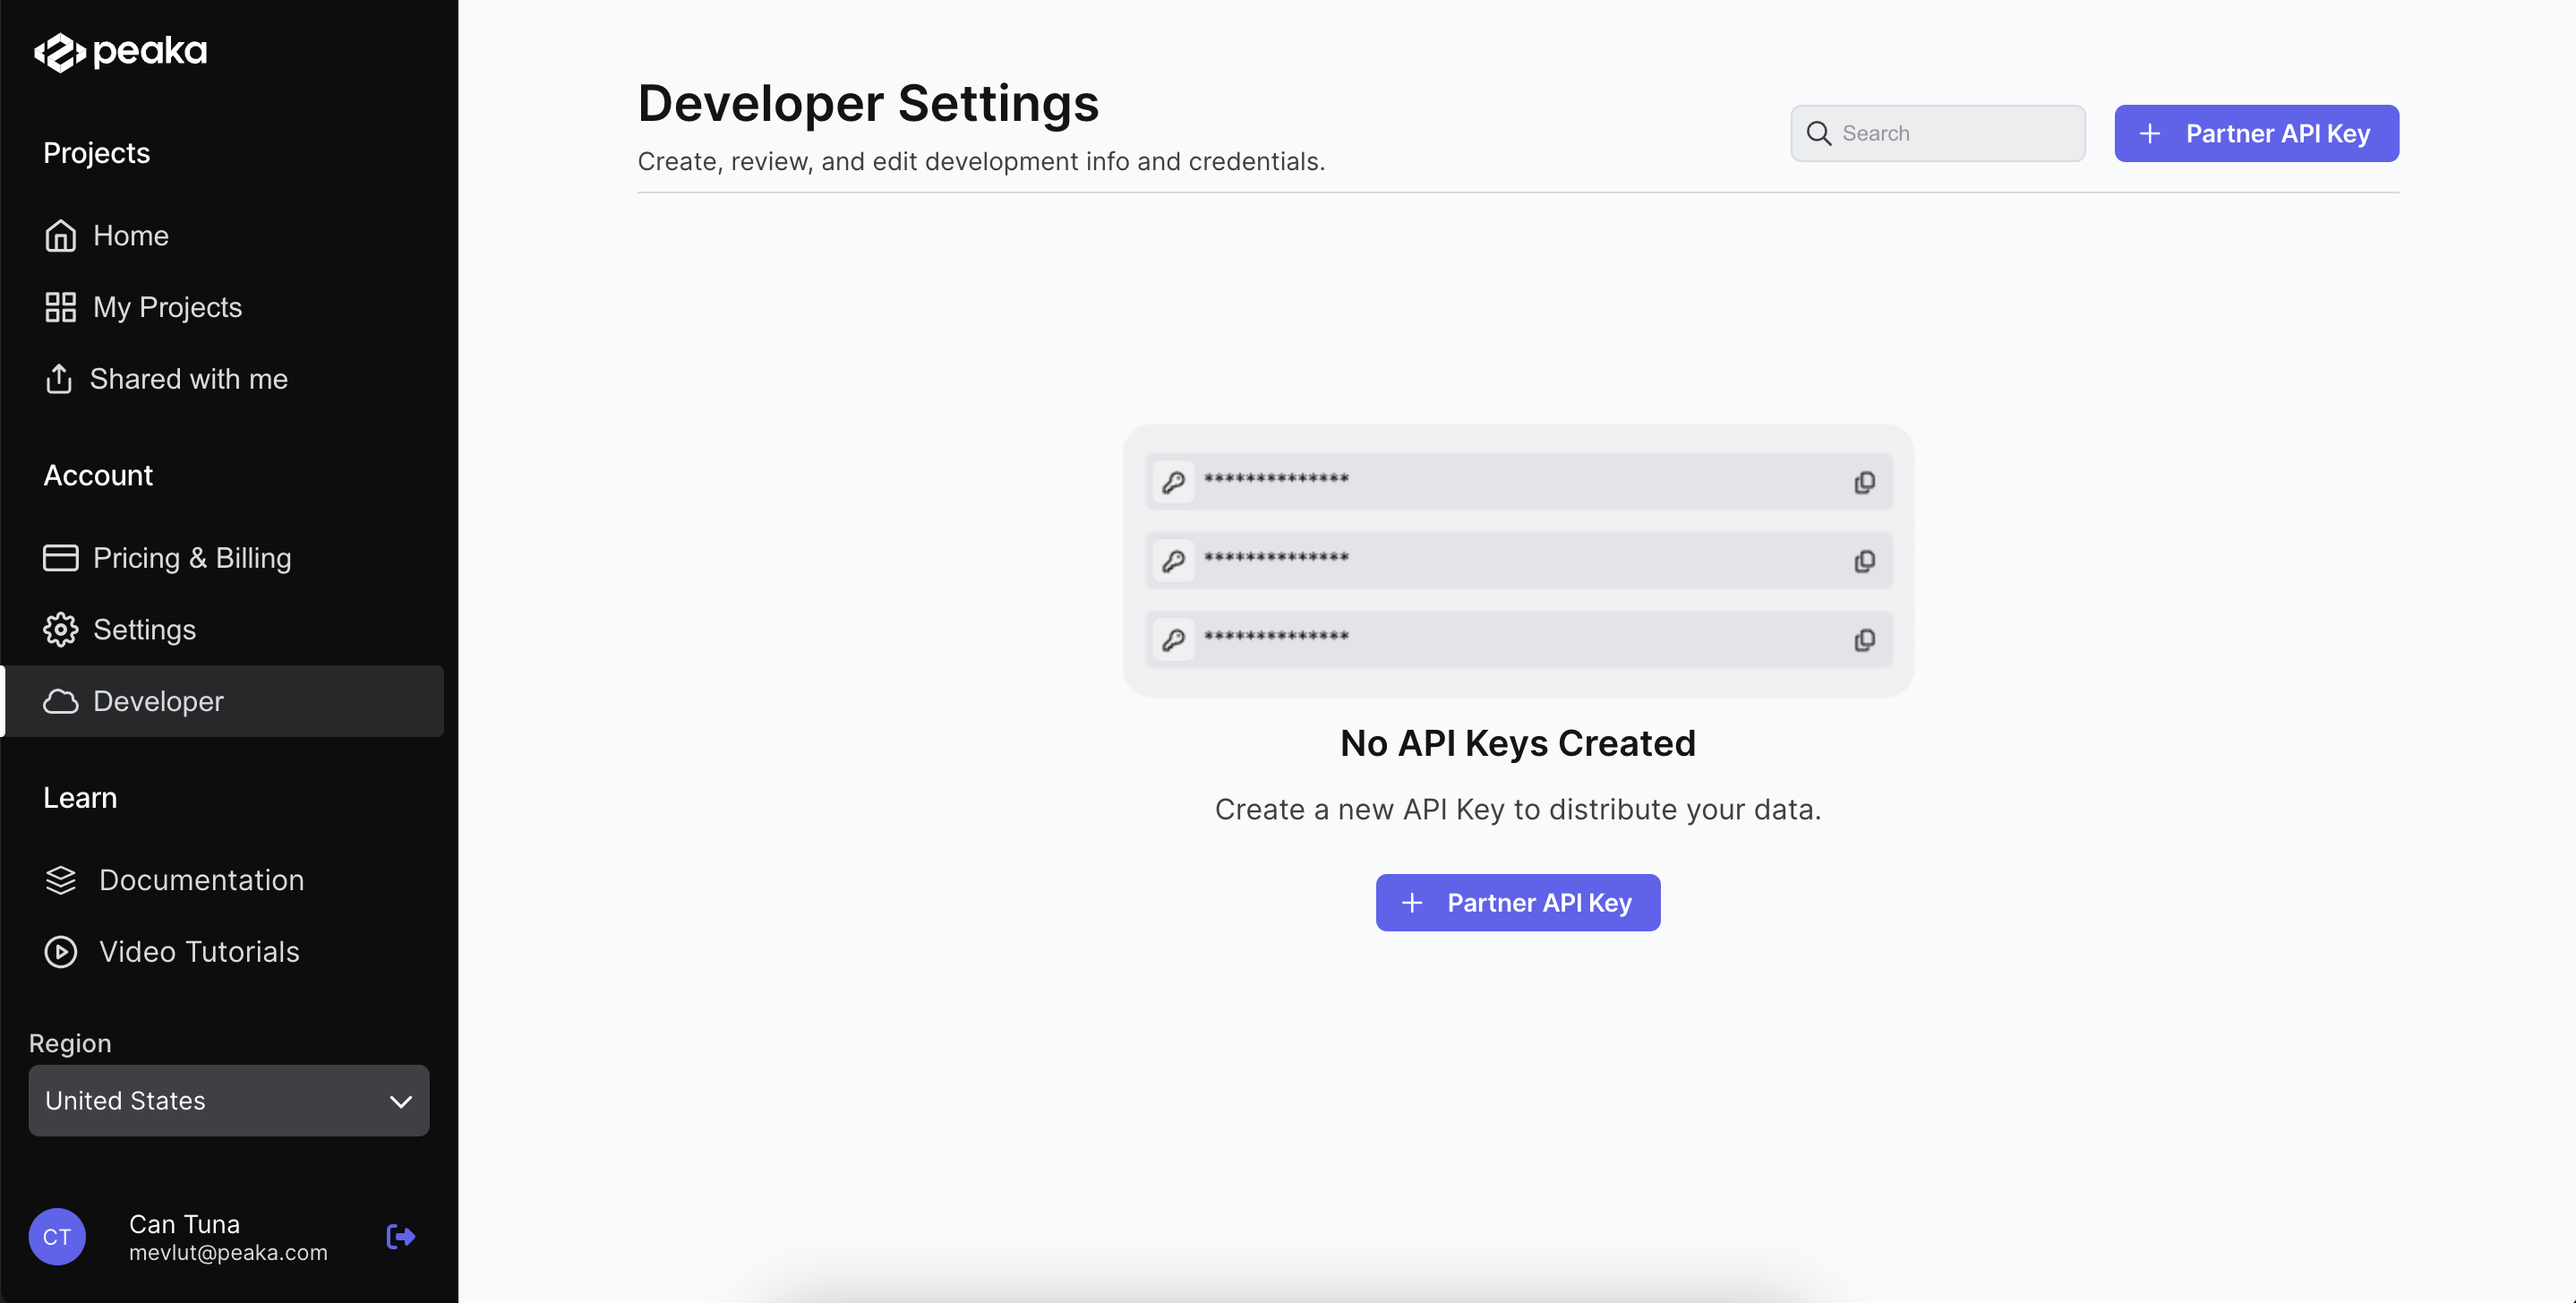 peaka
Projects
Home
My Projects
Shared with me
Account
Pricing & Billing
Settings
Developer
Learn
Documentation
Video Tutorials
Region
United States
CT
Can Tuna
mevlut@peaka.com
Developer Settings
Create, review, and edit development info and credentials.
Search
+ Partner API Key
**************
**************
**************
No API Keys Created
Create a new API Key to distribute your data.
+ Partner API Key